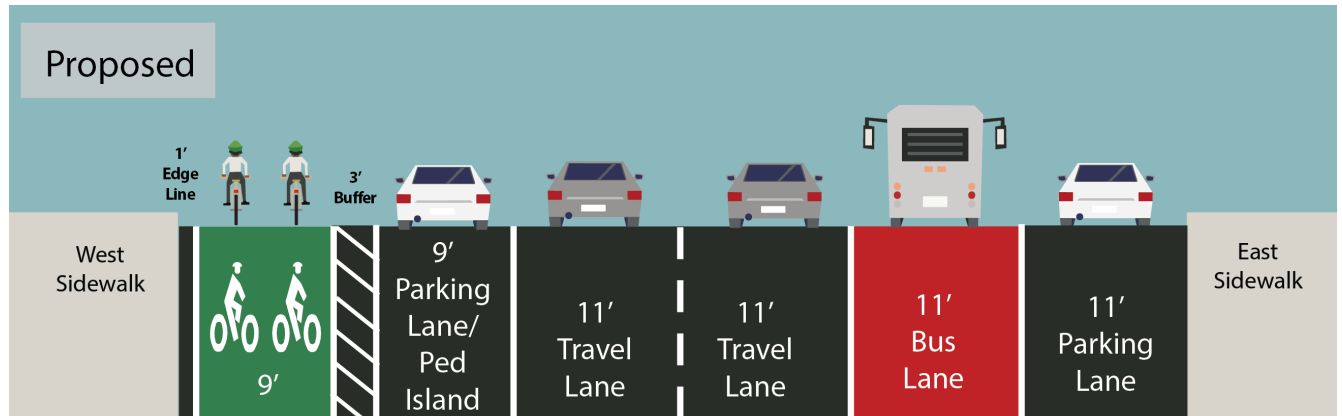 Proposed
West
Sidewalk
1’
Edge
Line
9’
3’
Buffer
9’
Parking
Lane/
Ped
Island
11’
Travel
Lane
11’
Travel
Lane
11’
Bus
Lane
11’
Parking
Lane
East
Sidewalk